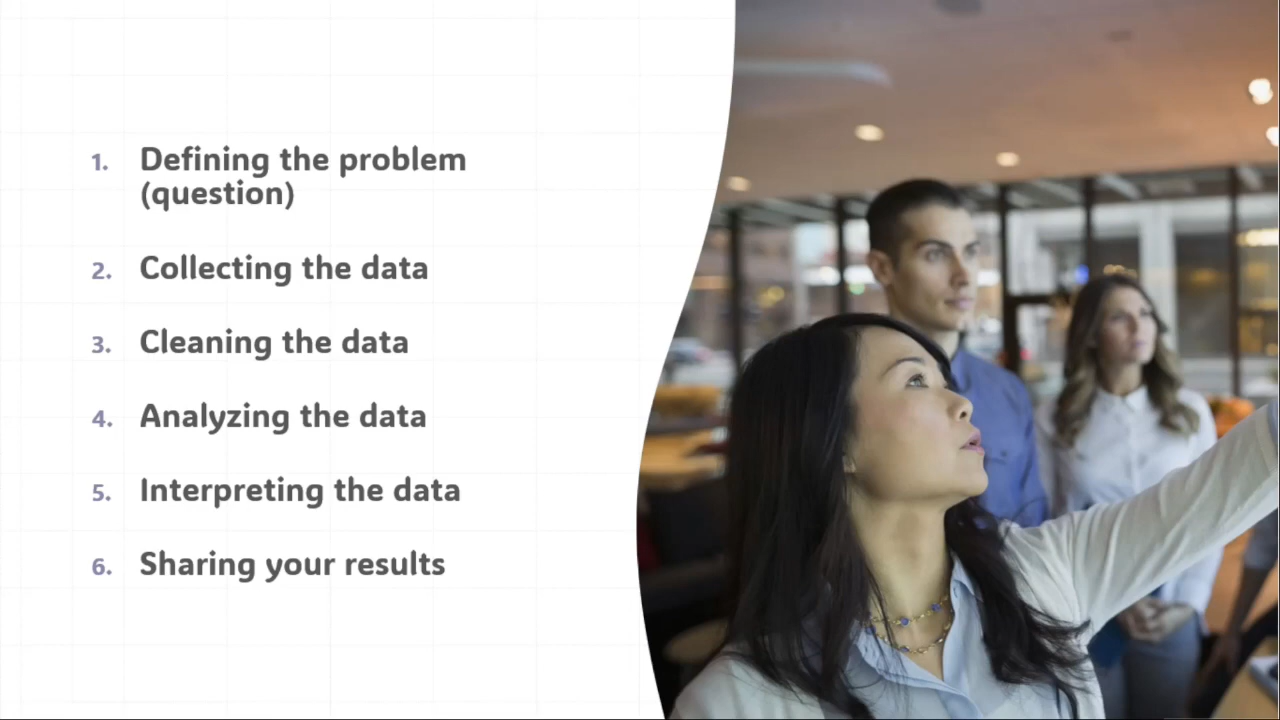 1. Defining the problem
(question)
2. Collecting the data
3. Cleaning the data
4. Analyzing the data
5. Interpreting the data
6. Sharing your results